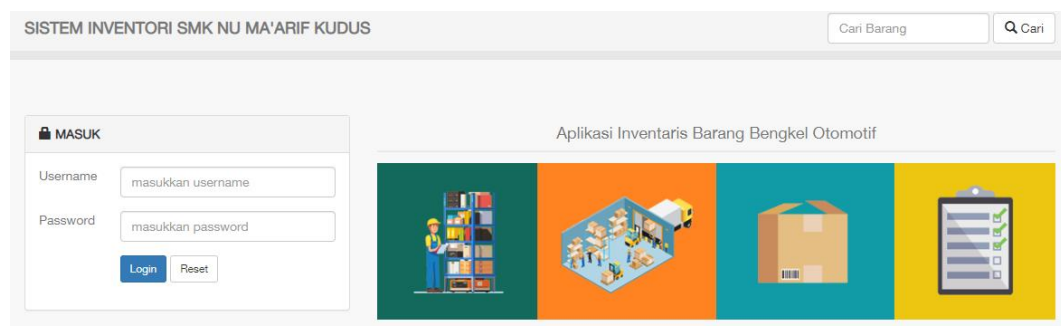 SISTEM INVENTORI SMK NU MA'ARIF KUDUS
Cari Barang
Cari
MASUK
Aplikasi Inventaris Barang Bengkel Otomotif
Username
masukkan username
Password
masukkan password
Login
Reset